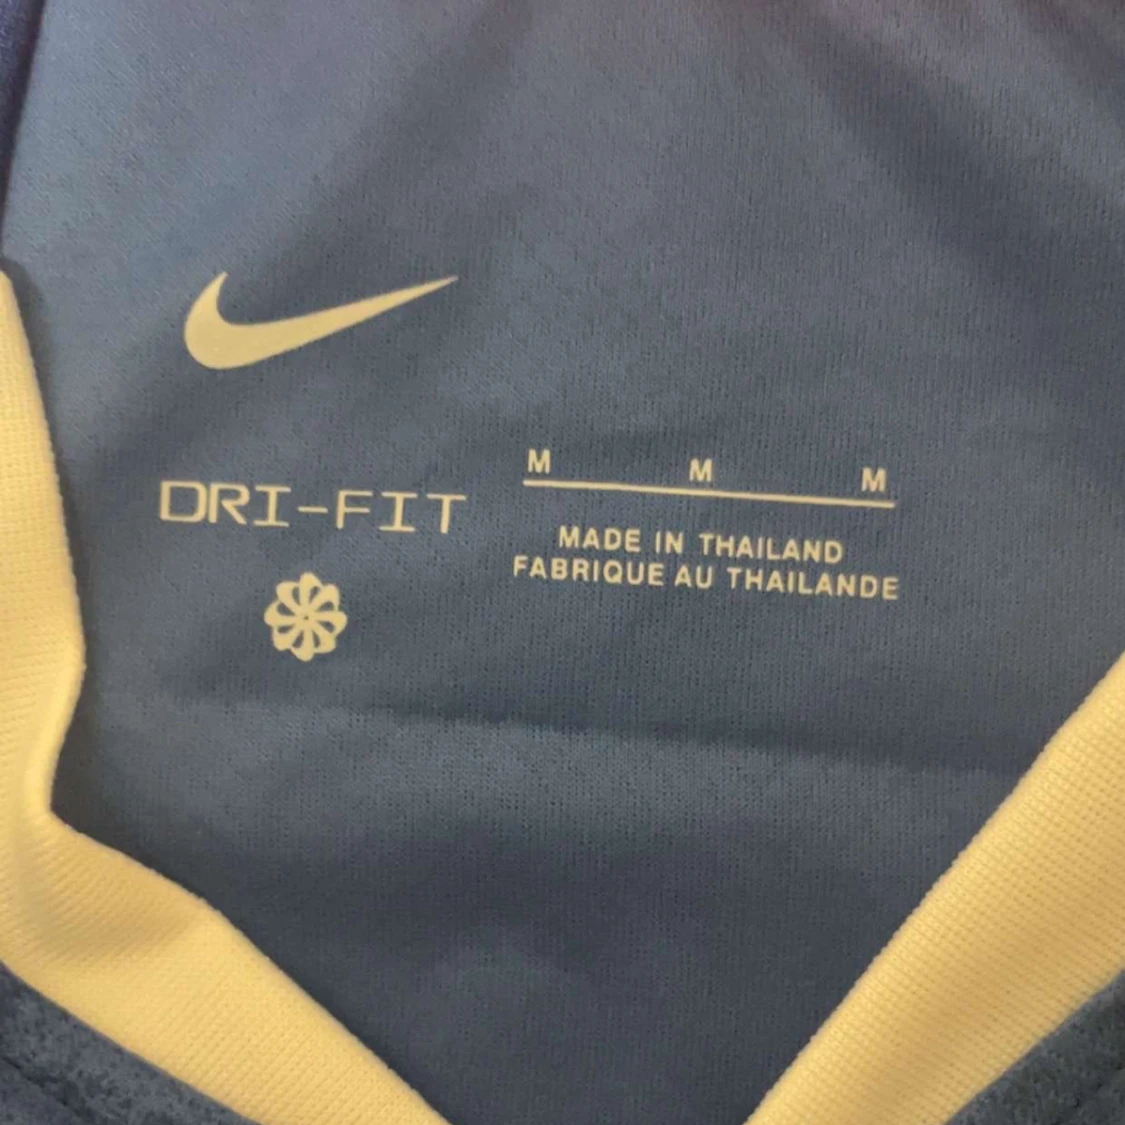 M M M
DRI-FIT
MADE IN THAILAND
FABRIQUE AU THAILANDE